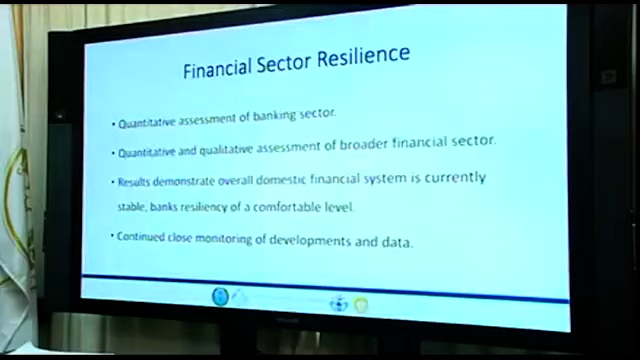 Financial Sector Resilience
• Quantitative assessment of banking sector.
• Quantitative and qualitative assessment of broader financial sector.
• Results demonstrate overall domestic financial system is currently
stable, banks resiliency of a comfortable level.
• Continued close monitoring of developments and data.